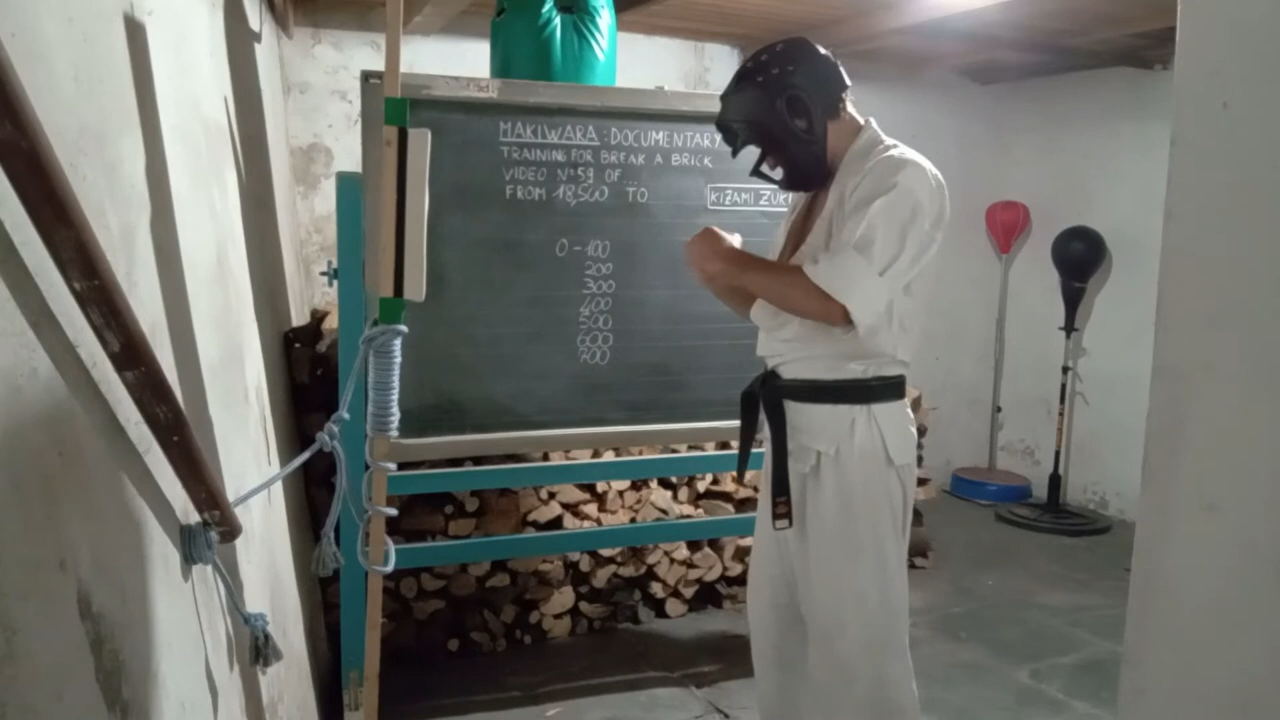 MAKIWARA : DOCUMENTARY
TRAINING FOR BREAK A BRICK
VIDEO N° 59 OF...
FROM 18,500 TO
KIZAMI ZUKI
0-100
200
300
400
500
600
700